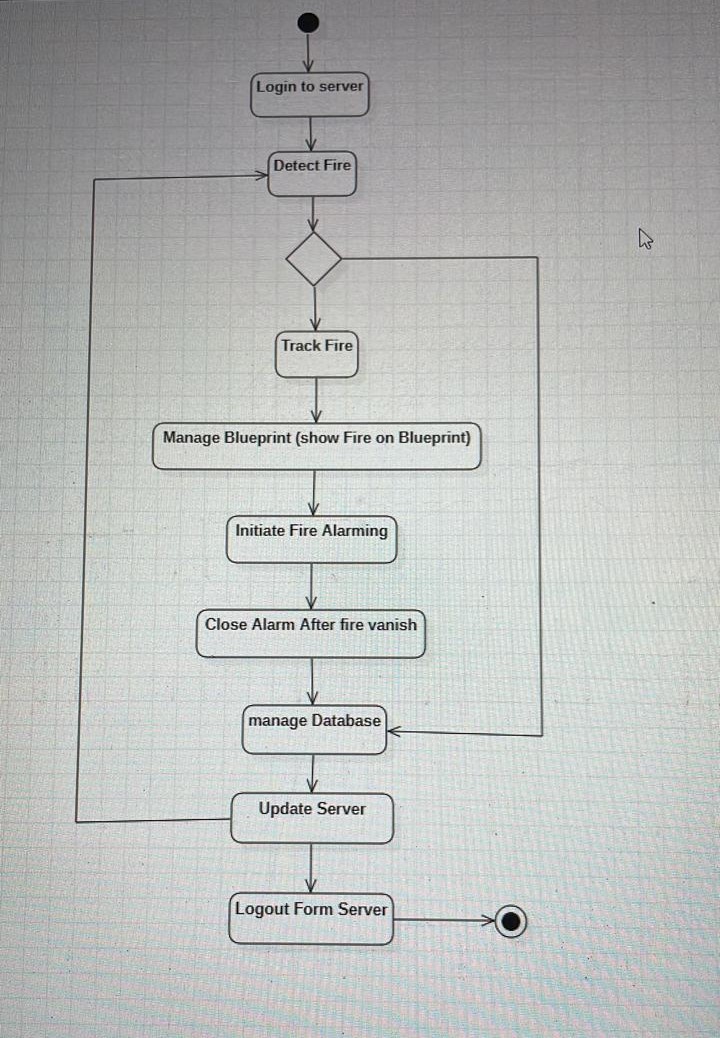 Login to server
Detect Fire
Track Fire
Manage Blueprint (show Fire on Blueprint)
Initiate Fire Alarming
Close Alarm After fire vanish
manage Database
Update Server
Logout Form Server